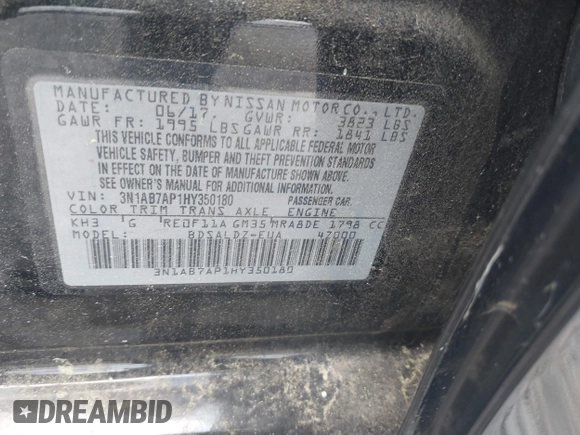 MANUFACTURED BY NISSAN MOTOR CO., LTD.
DATE: 06/17 GVWR: 3823 LBS
GAWR FR: 1995 LBS GAWR RR: 1841 LBS
THIS VEHICLE CONFORMS TO ALL APPLICABLE FEDERAL MOTOR
VEHICLE SAFETY, BUMPER AND THEFT PREVENTION STANDARDS
IN EFFECT ON THE DATE OF MANUFACTURE SHOWN ABOVE.
SEE OWNER'S MANUAL FOR ADDITIONAL INFORMATION
VIN: 3N1AB7AP1HY350180 PASSENGER CAR
COLOR TRIM TRANS AXLE ENGINE
KH3 G RE0F11A GM35 MRA8DE 1798 CC
MODEL: BDSALDZ-EUA 47000
3N1AB7AP1HY350180
DREAMBID